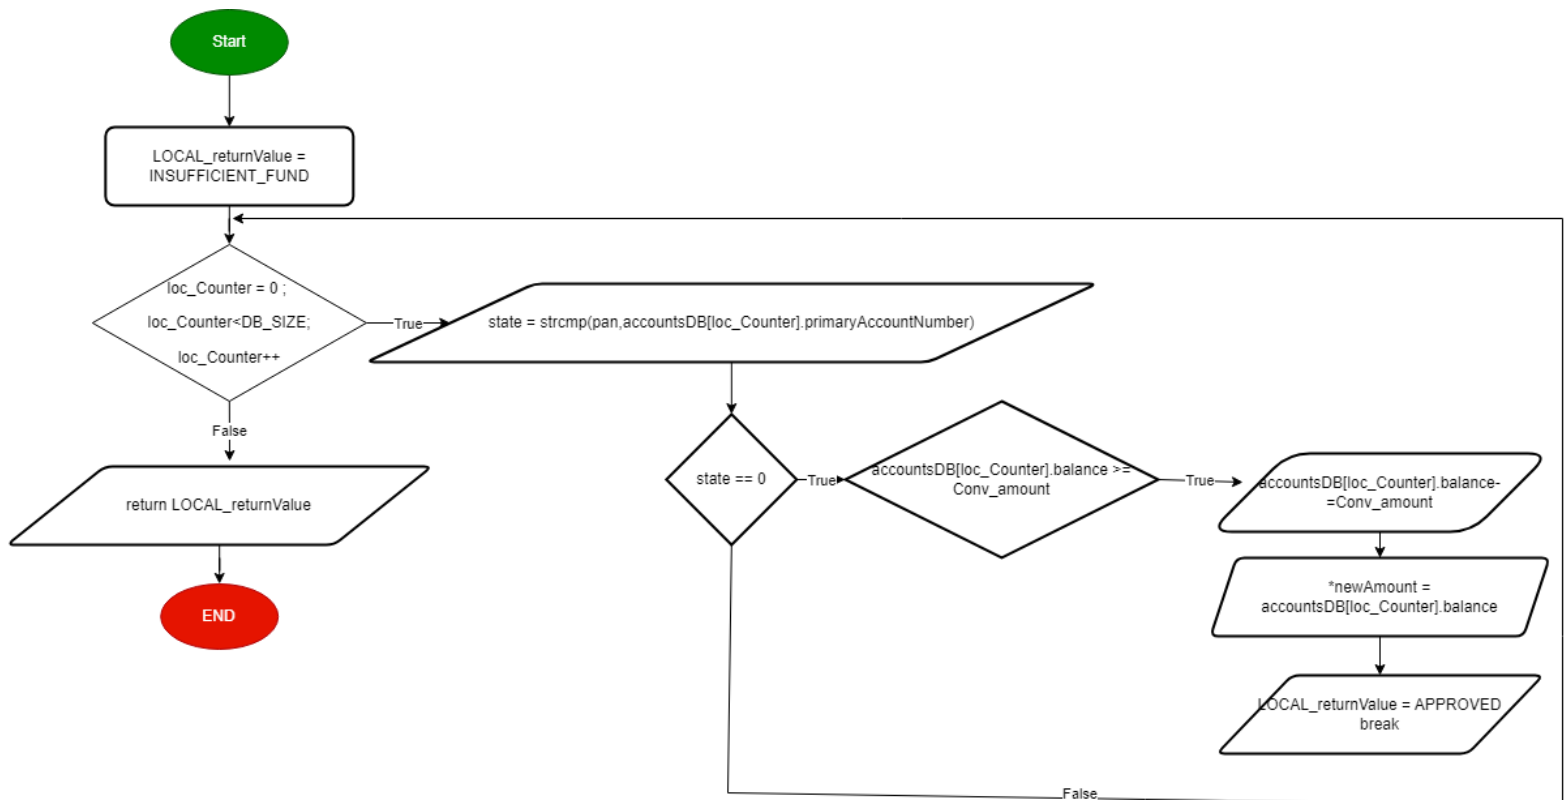 Start
LOCAL_returnValue =
INSUFFICIENT_FUND
loc_Counter = 0 ;
loc_Counter<DB_SIZE;
loc_Counter++
True
state = strcmp(pan,accountsDB[loc_Counter].primaryAccountNumber)
False
return LOCAL_returnValue
END
state == 0
True
accountsDB[loc_Counter].balance >=
Conv_amount
True
accountsDB[loc_Counter].balance-
=Conv_amount
*newAmount =
accountsDB[loc_Counter].balance
LOCAL_returnValue = APPROVED
break
False